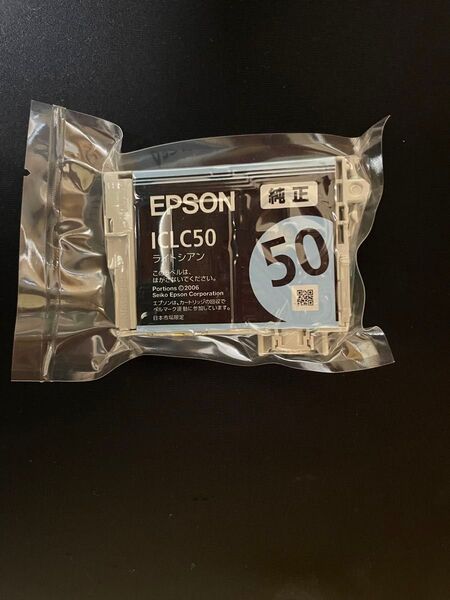 EPSON 純正
ICLC50
ライトシアン
50
このラベルは、
はがさないでください。
Portions ©2006
Seiko Epson Corporation
エプソンは、カートリッジの回収で
ベルマーク運動に参加しています。
日本市場限定